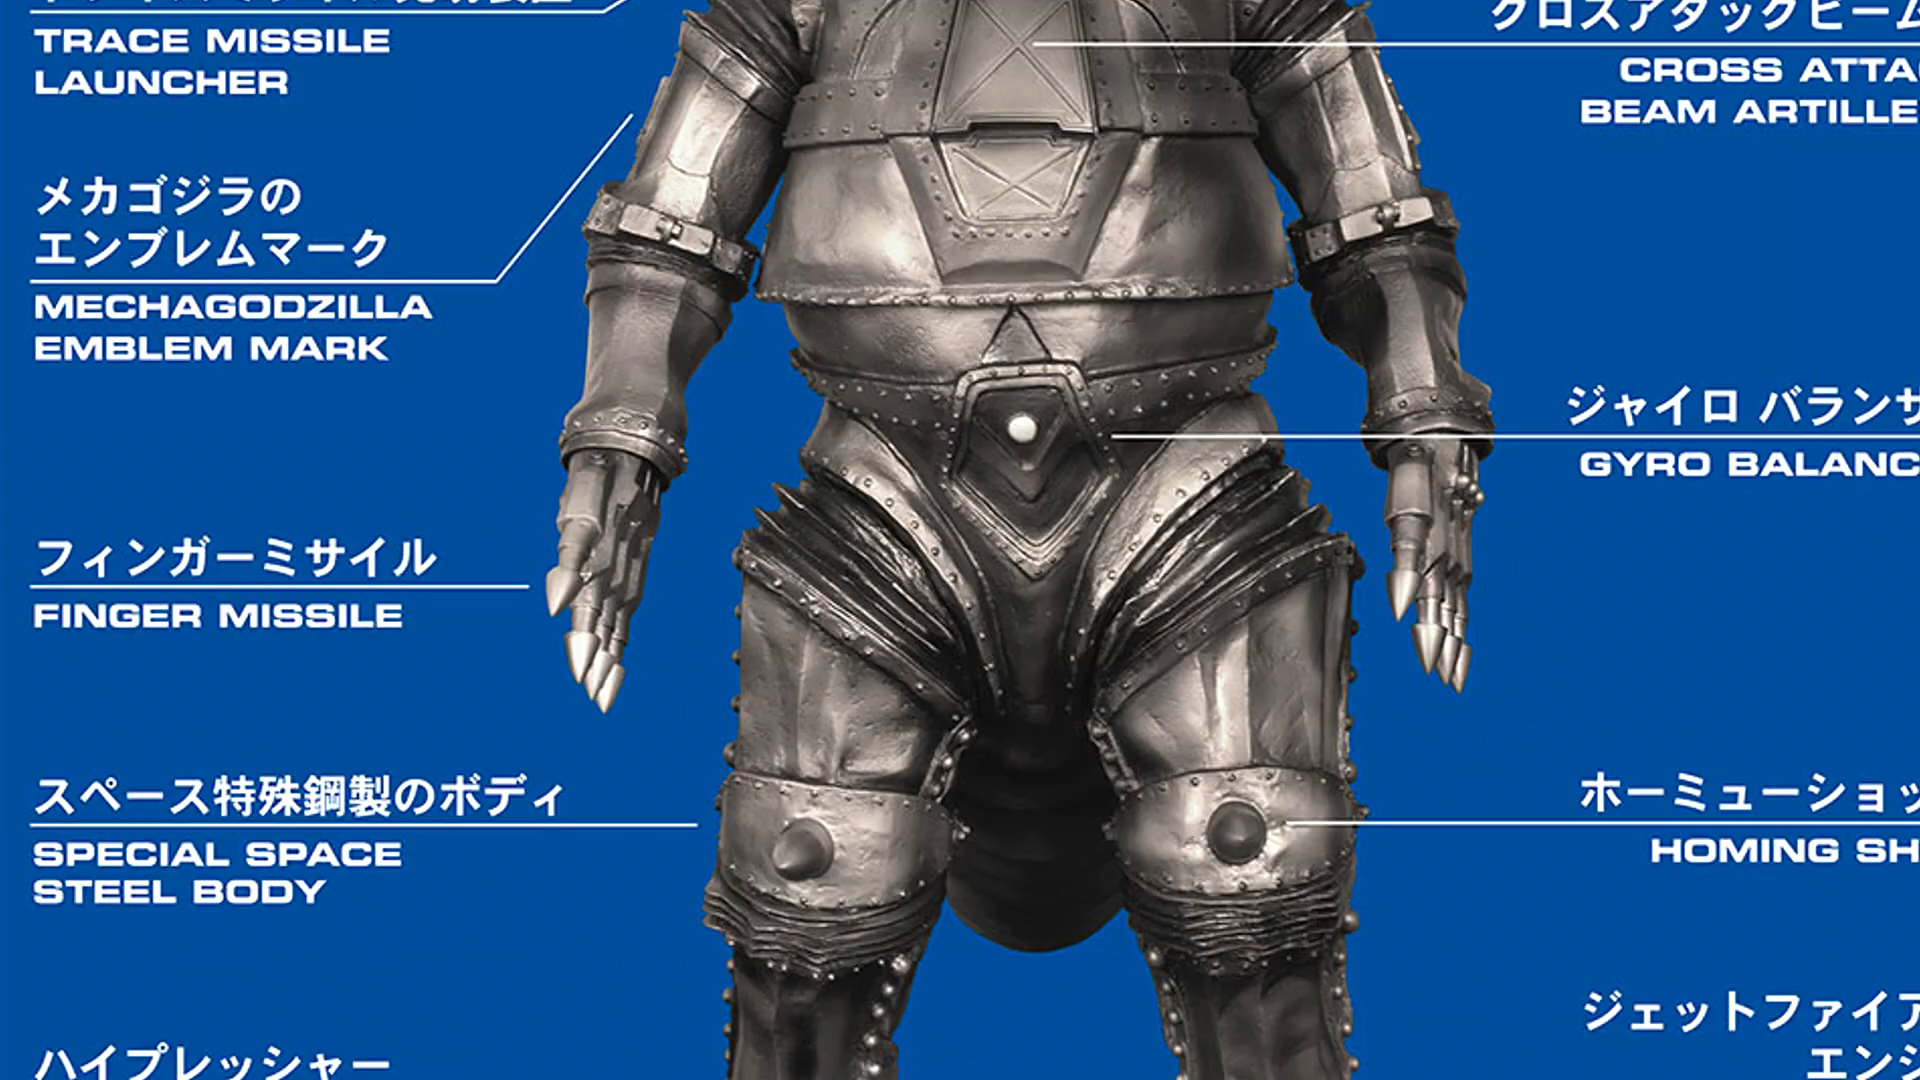 TRACE MISSILE
LAUNCHER
メカゴジラの
エンブレムマーク
MECHAGODZILLA
EMBLEM MARK
フィンガーミサイル
FINGER MISSILE
スペース特殊鋼製のボディ
SPECIAL SPACE
STEEL BODY
ハイプレッシャー
クロスアタックビーム
CROSS ATTA
BEAM ARTILLE
ジャイロ バランサ
GYRO BALANC
ホーミューショッ
HOMING SH
ジェットファイア
エンジ